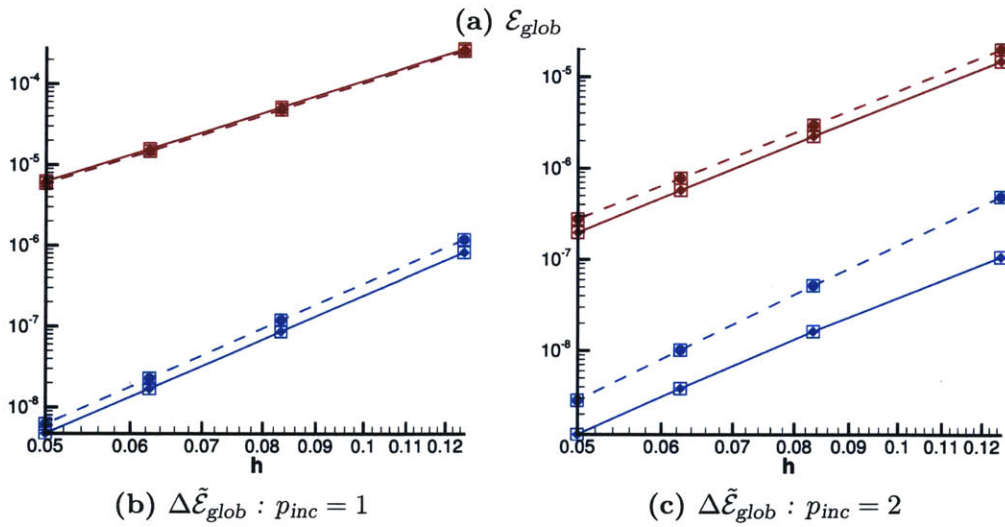 (a) ℰ_glob
10⁻⁴
10⁻⁵
10⁻⁶
10⁻⁷
10⁻⁸
0.05 0.06 0.07 0.08 0.09 0.1 0.11 0.12
h
(b) Δℰ̃_glob : p_inc = 1
10⁻⁵
10⁻⁶
10⁻⁷
10⁻⁸
0.05 0.06 0.07 0.08 0.09 0.1 0.11 0.12
h
(c) Δℰ̃_glob : p_inc = 2